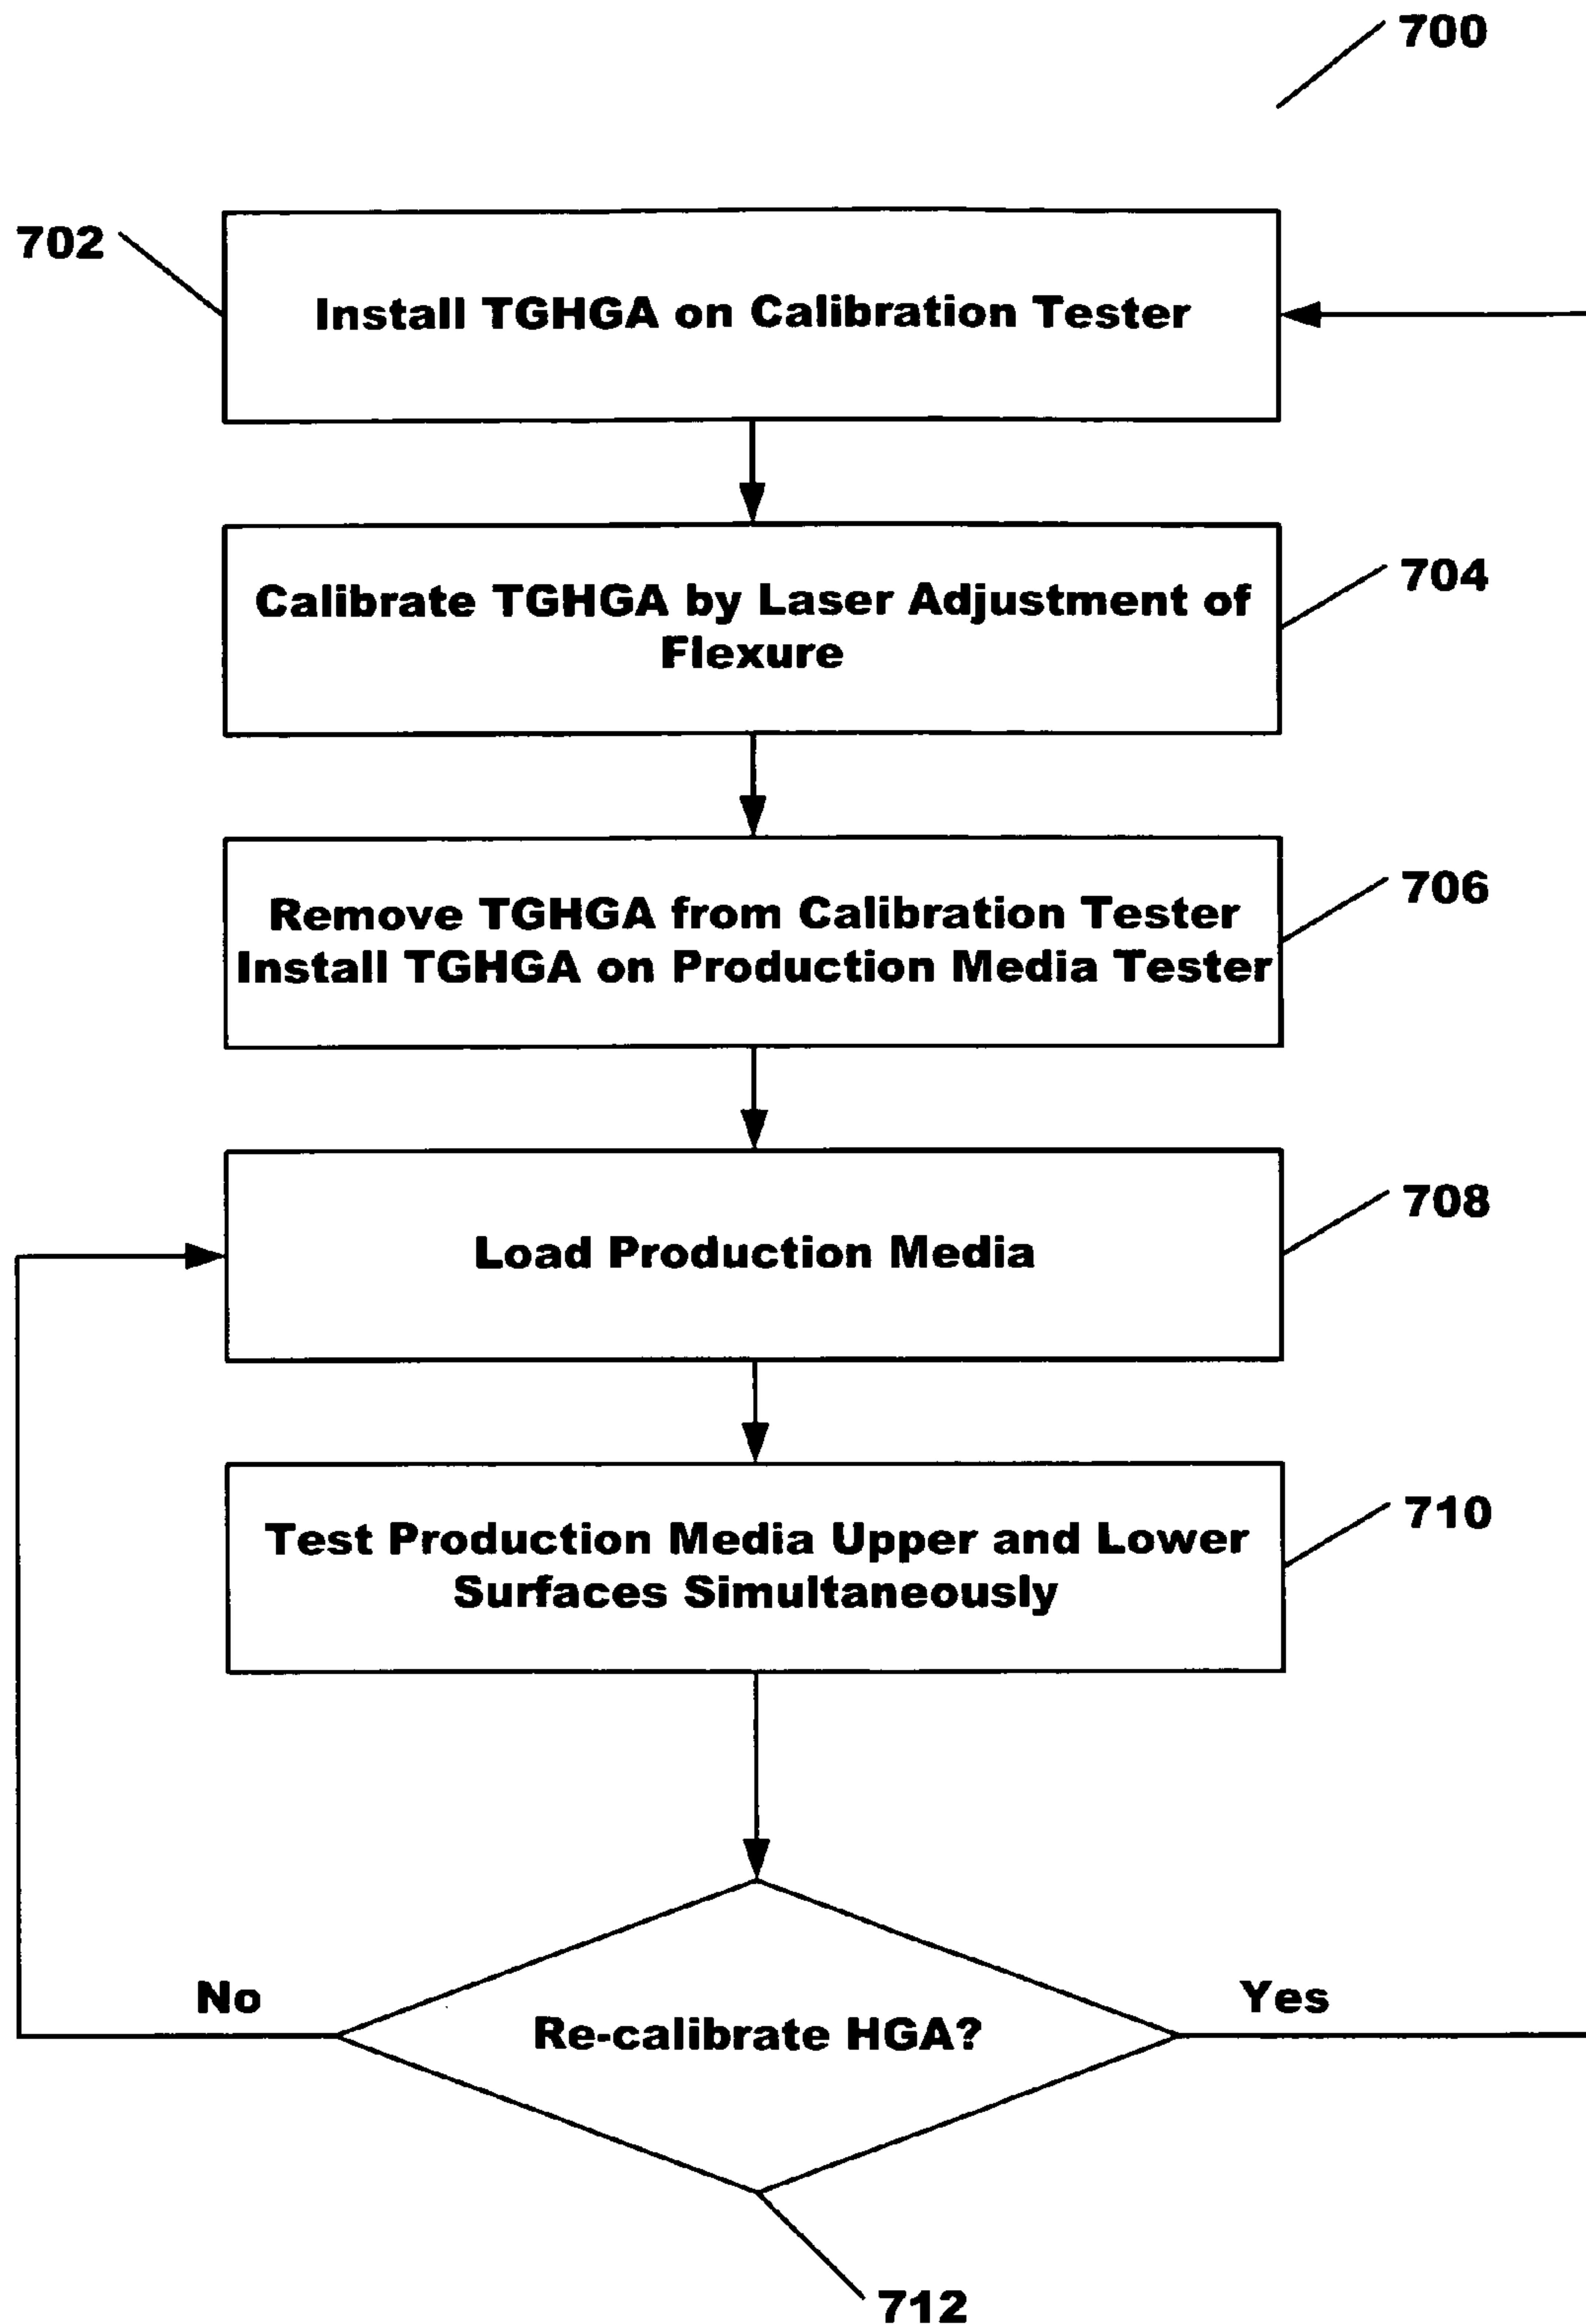 700
702
Install TGHGA on Calibration Tester
Calibrate TGHGA by Laser Adjustment of
Flexure
704
Remove TGHGA from Calibration Tester
Install TGHGA on Production Media Tester
706
Load Production Media
708
Test Production Media Upper and Lower
Surfaces Simultaneously
710
No
Re-calibrate HGA?
Yes
712